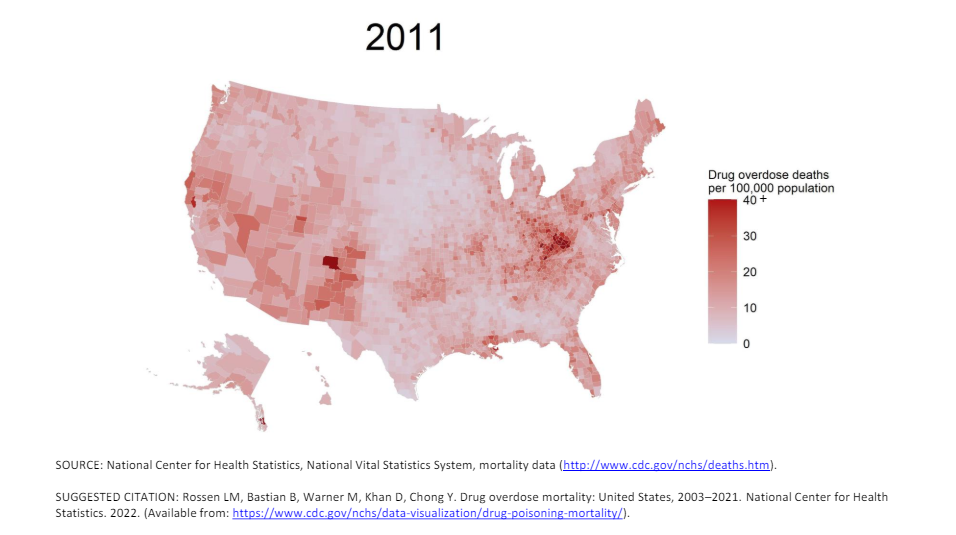 2011
Drug overdose deaths
per 100,000 population
40 +
30
20
10
0
SOURCE: National Center for Health Statistics, National Vital Statistics System, mortality data (http://www.cdc.gov/nchs/deaths.htm).
SUGGESTED CITATION: Rossen LM, Bastian B, Warner M, Khan D, Chong Y. Drug overdose mortality: United States, 2003–2021. National Center for Health
Statistics. 2022. (Available from: https://www.cdc.gov/nchs/data-visualization/drug-poisoning-mortality/).